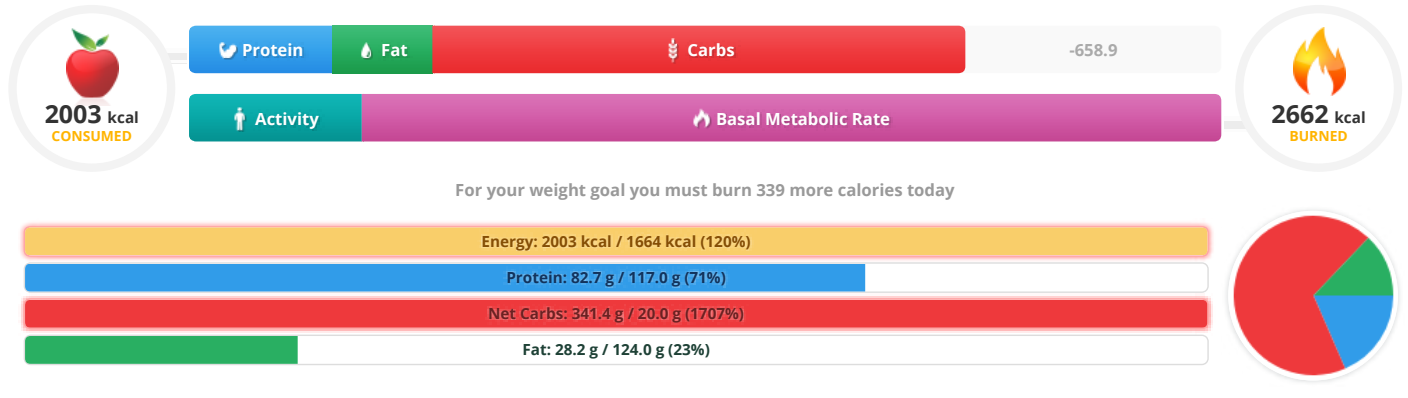 Protein Fat Carbs -658.9
2003 kcal
CONSUMED
Activity Basal Metabolic Rate
2662 kcal
BURNED
For your weight goal you must burn 339 more calories today
Energy: 2003 kcal / 1664 kcal (120%)
Protein: 82.7 g / 117.0 g (71%)
Net Carbs: 341.4 g / 20.0 g (1707%)
Fat: 28.2 g / 124.0 g (23%)